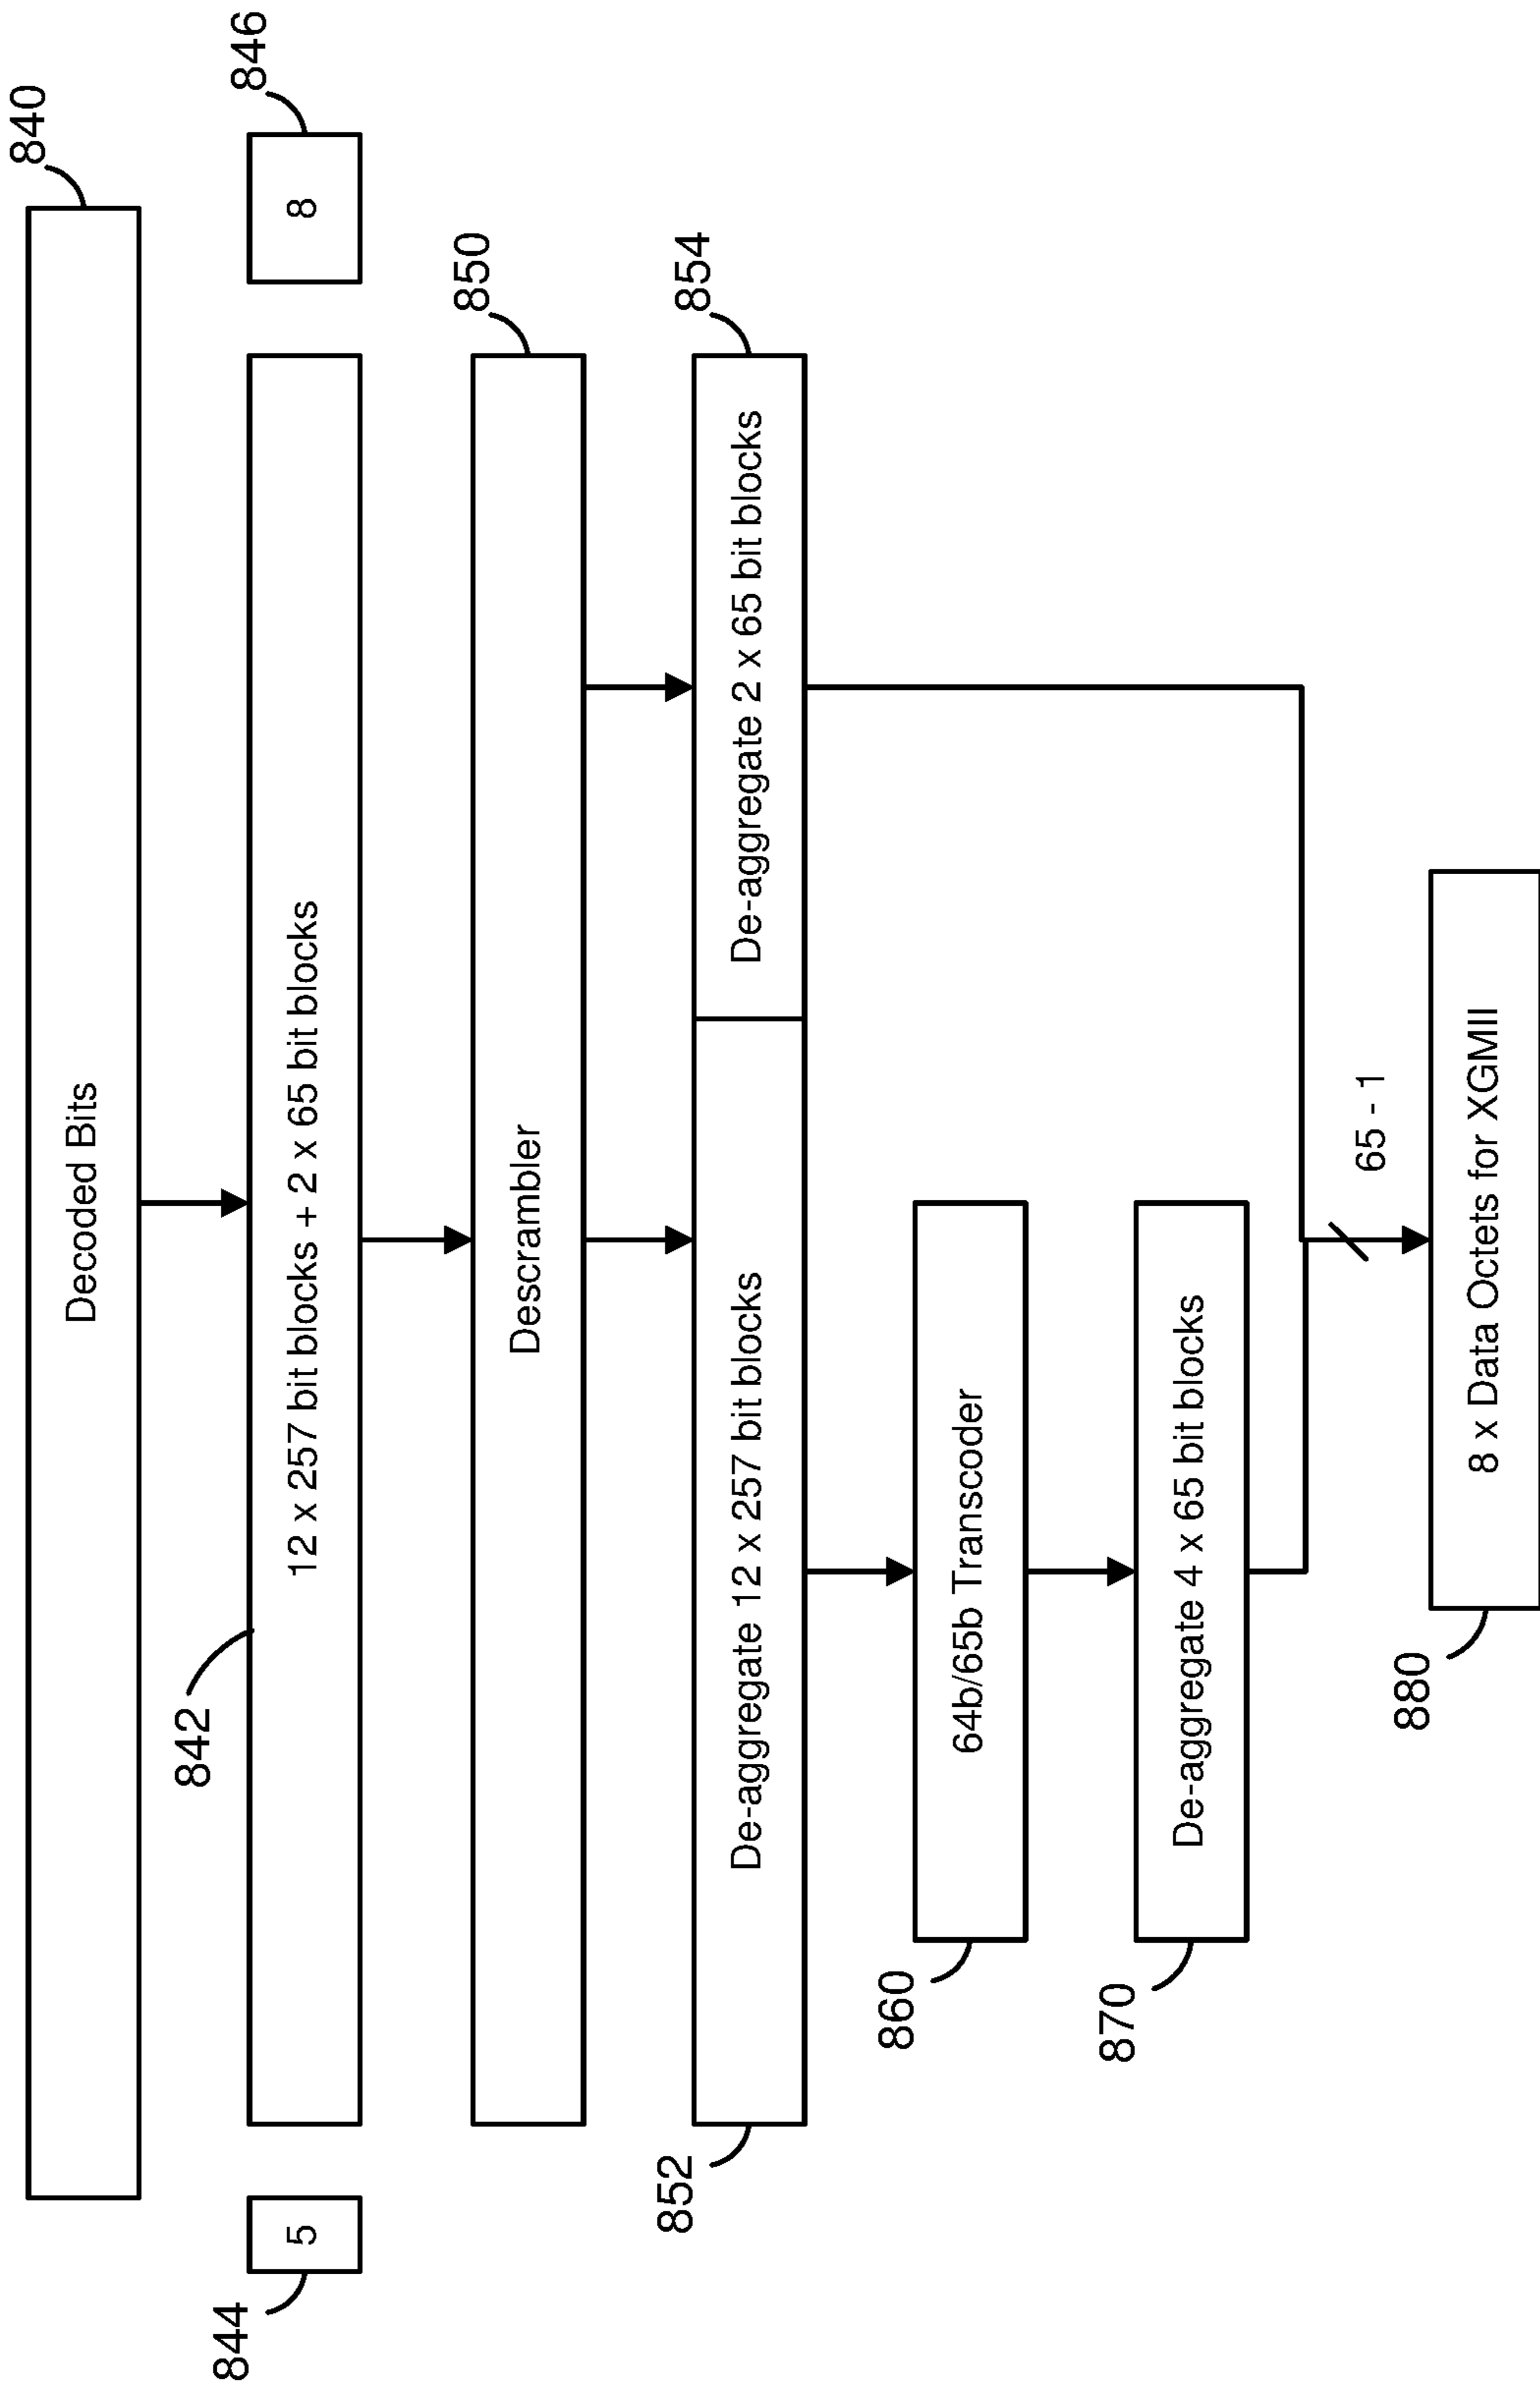 840
Decoded Bits
842
846
844
5
12 x 257 bit blocks + 2 x 65 bit blocks
8
850
Descrambler
854
852
De-aggregate 12 x 257 bit blocks
De-aggregate 2 x 65 bit blocks
860
64b/65b Transcoder
870
De-aggregate 4 x 65 bit blocks
65 - 1
880
8 x Data Octets for XGMII